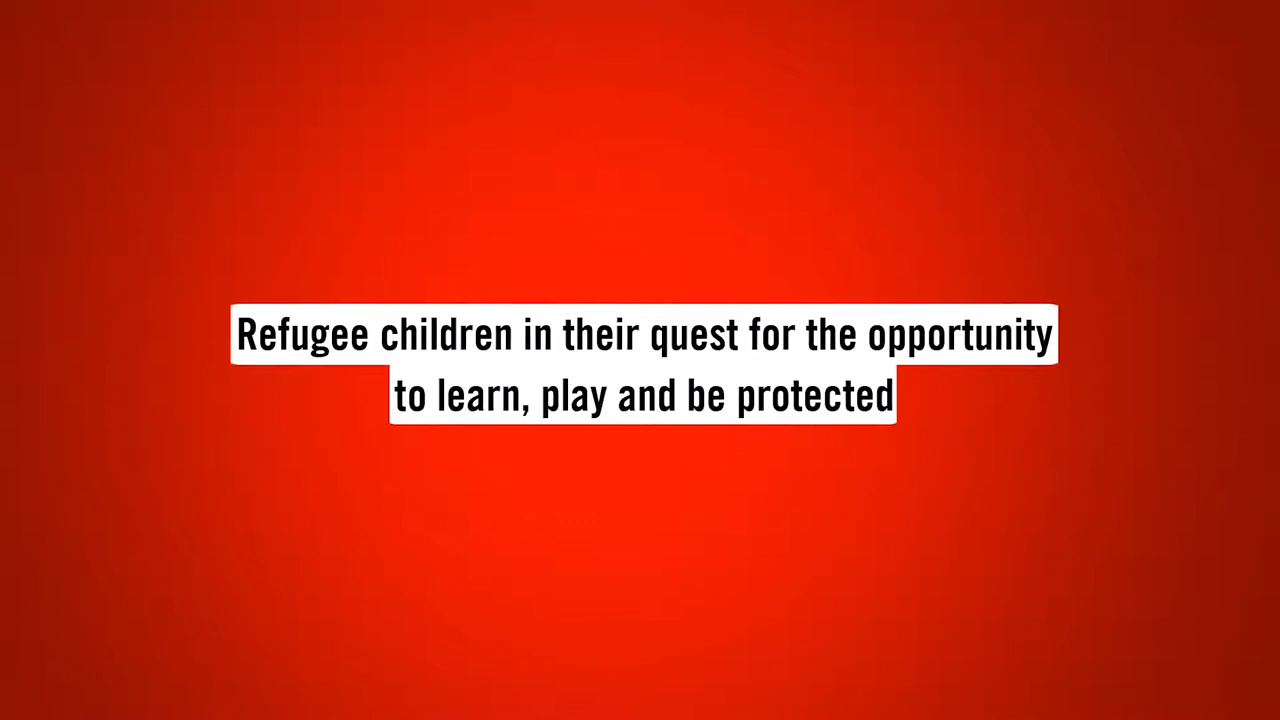 Refugee children in their quest for the opportunity
to learn, play and be protected